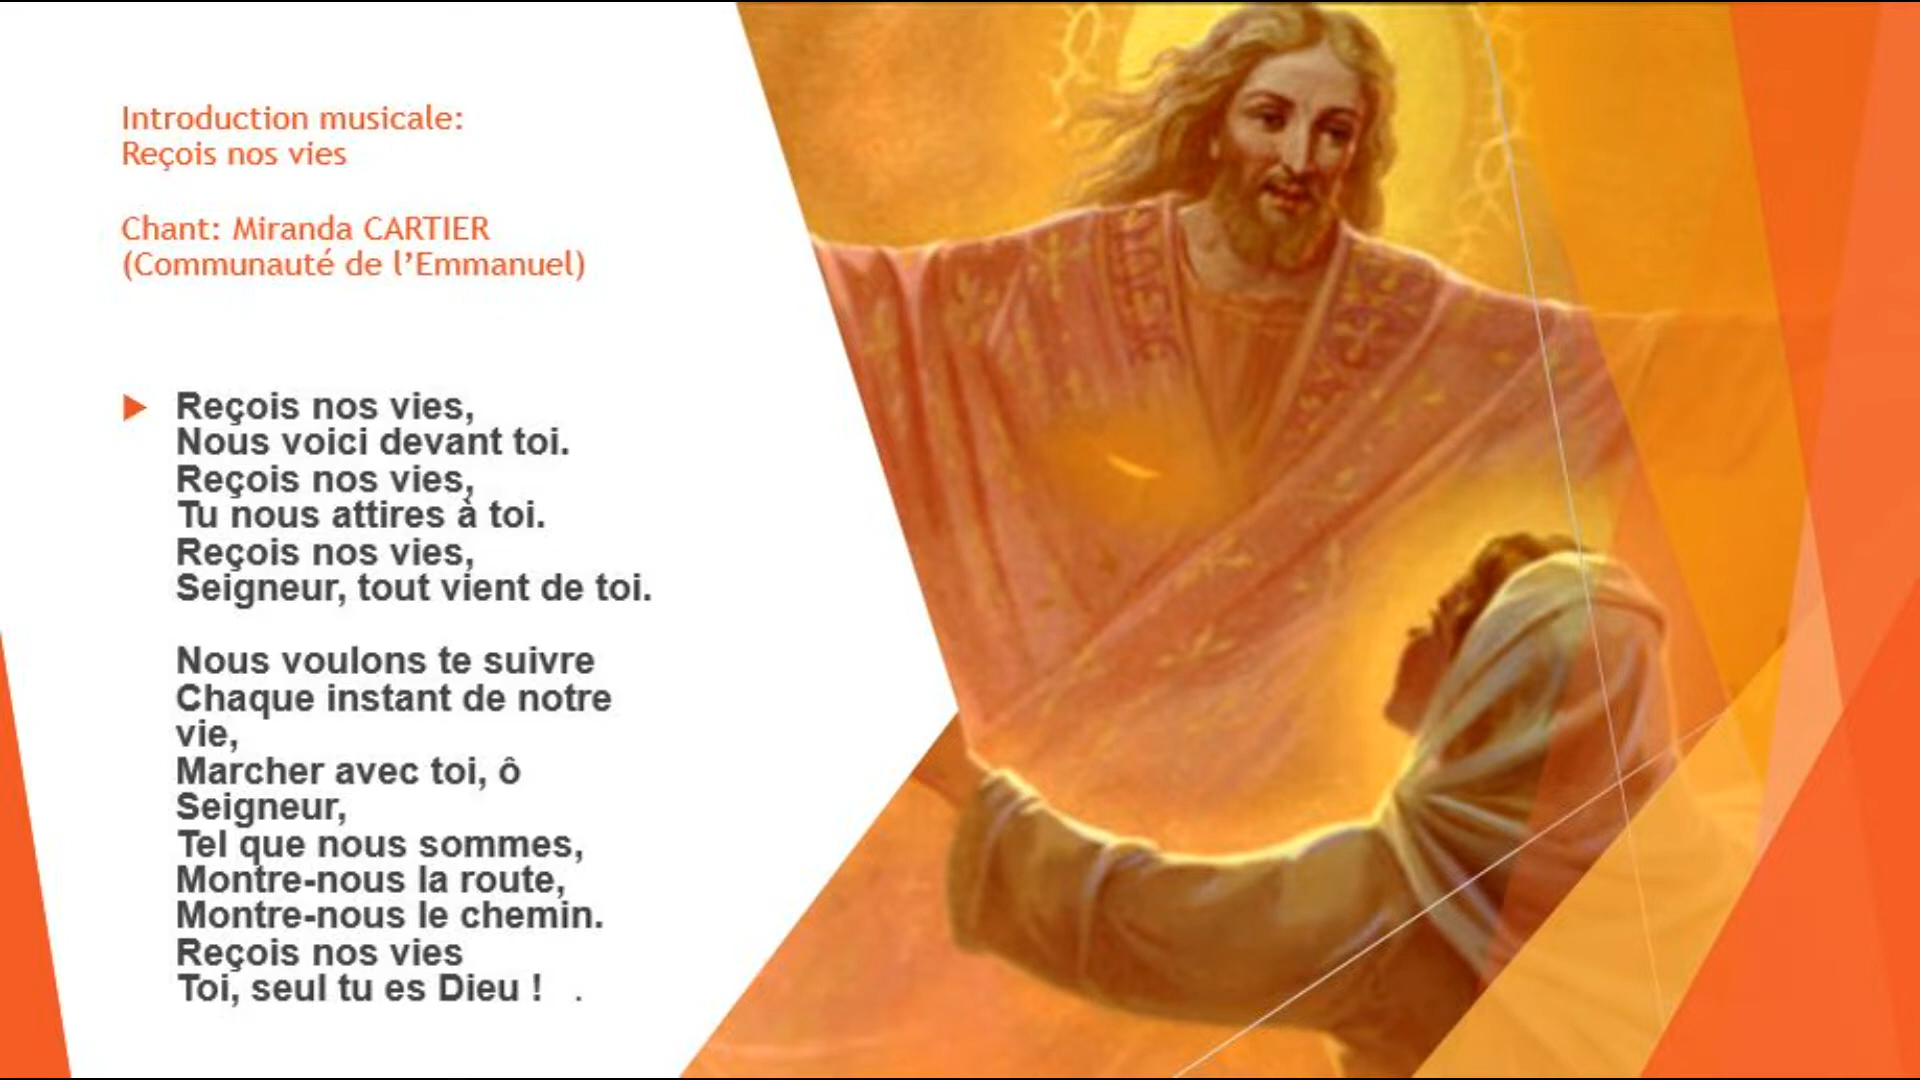 Introduction musicale:
Reçois nos vies
Chant: Miranda CARTIER
(Communauté de l’Emmanuel)
Reçois nos vies,
Nous voici devant toi.
Reçois nos vies,
Tu nous attires à toi.
Reçois nos vies,
Seigneur, tout vient de toi.
Nous voulons te suivre
Chaque instant de notre
vie,
Marcher avec toi, ô
Seigneur,
Tel que nous sommes,
Montre-nous la route,
Montre-nous le chemin.
Reçois nos vies
Toi, seul tu es Dieu ! .